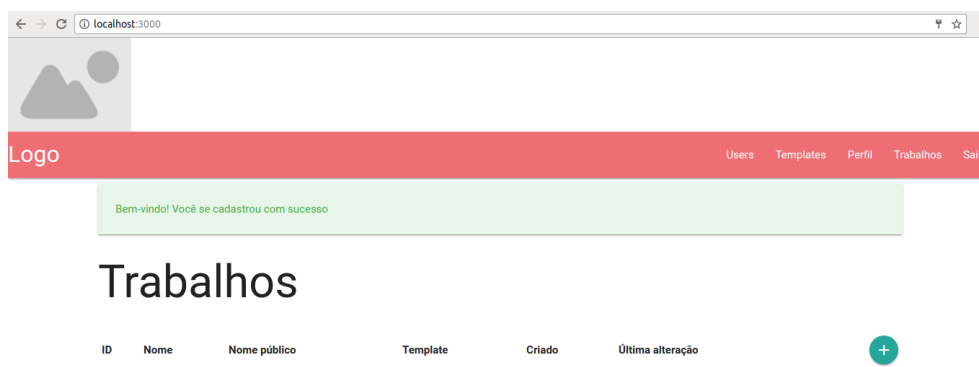 localhost:3000
Logo
Users Templates Perfil Trabalhos Sai
Bem-vindo! Você se cadastrou com sucesso
Trabalhos
ID Nome Nome público Template Criado Última alteração